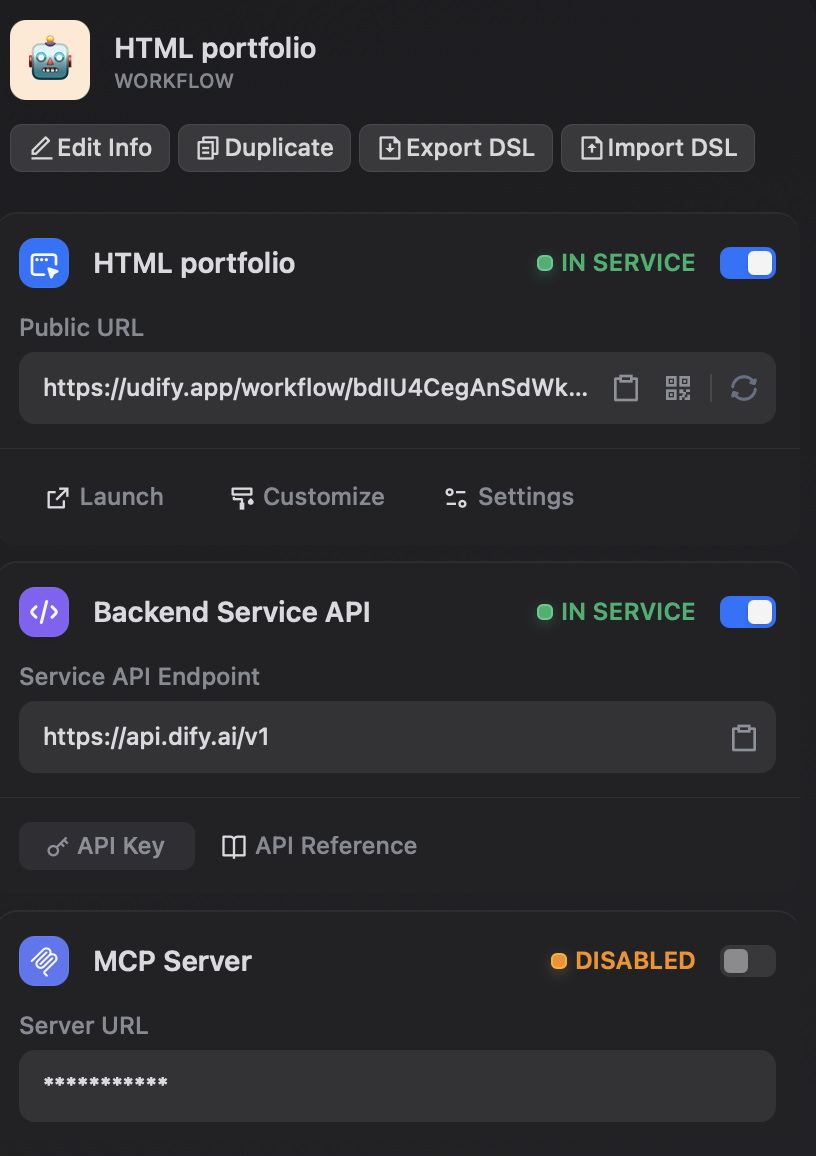 HTML portfolio
WORKFLOW
Edit Info Duplicate Export DSL Import DSL
HTML portfolio IN SERVICE
Public URL
https://udify.app/workflow/bdIU4CegAnSdWk...
Launch Customize Settings
Backend Service API IN SERVICE
Service API Endpoint
https://api.dify.ai/v1
API Key API Reference
MCP Server DISABLED
Server URL
***********